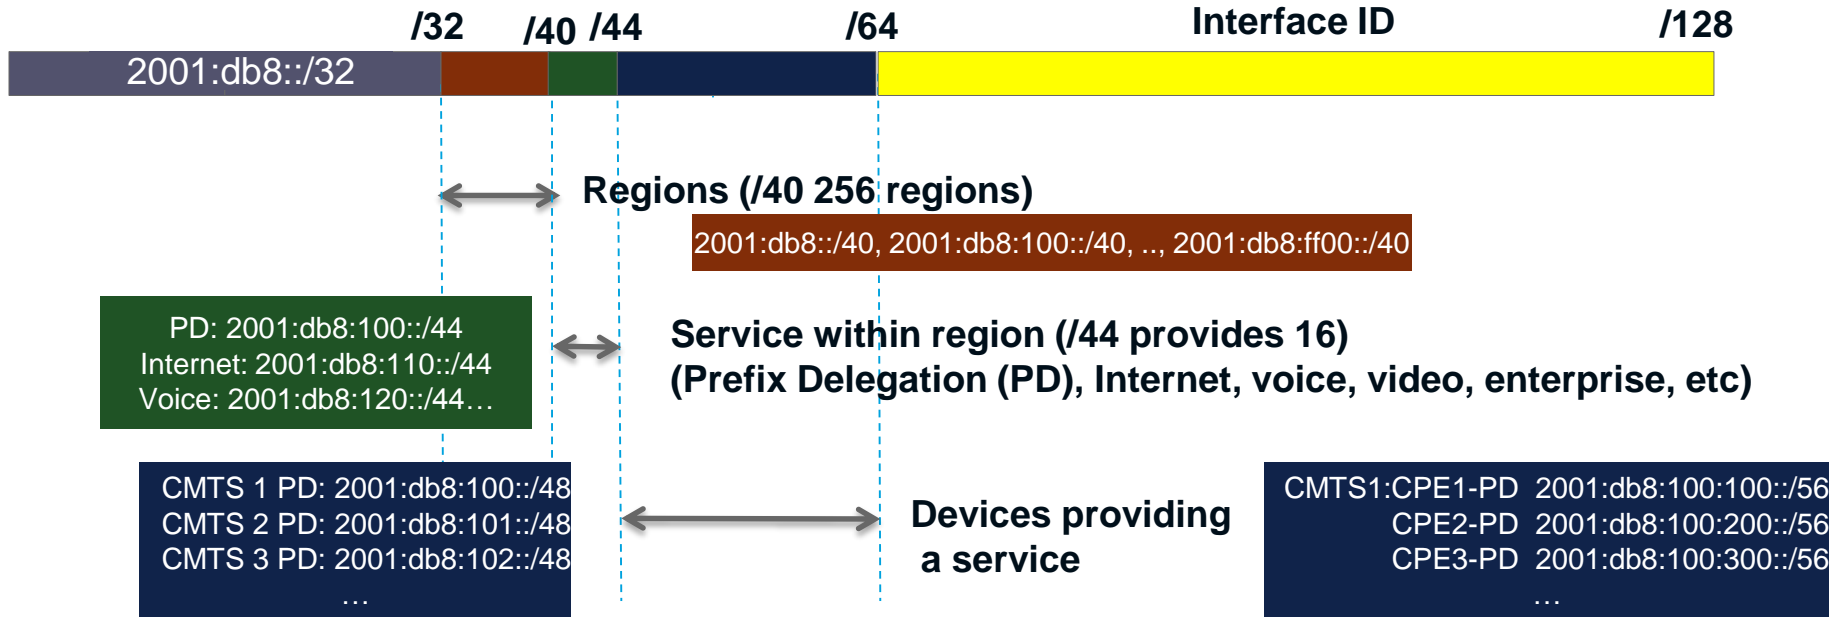 /32
/40
/44
/64
Interface ID
/128
2001:db8::/32
Regions (/40 256 regions)
2001:db8::/40, 2001:db8:100::/40, .., 2001:db8:ff00::/40
PD: 2001:db8:100::/44
Internet: 2001:db8:110::/44
Voice: 2001:db8:120::/44…
Service within region (/44 provides 16)
(Prefix Delegation (PD), Internet, voice, video, enterprise, etc)
CMTS 1 PD: 2001:db8:100::/48
CMTS 2 PD: 2001:db8:101::/48
CMTS 3 PD: 2001:db8:102::/48
…
Devices providing
a service
CMTS1:CPE1-PD 2001:db8:100:100::/56
CPE2-PD 2001:db8:100:200::/56
CPE3-PD 2001:db8:100:300::/56
…